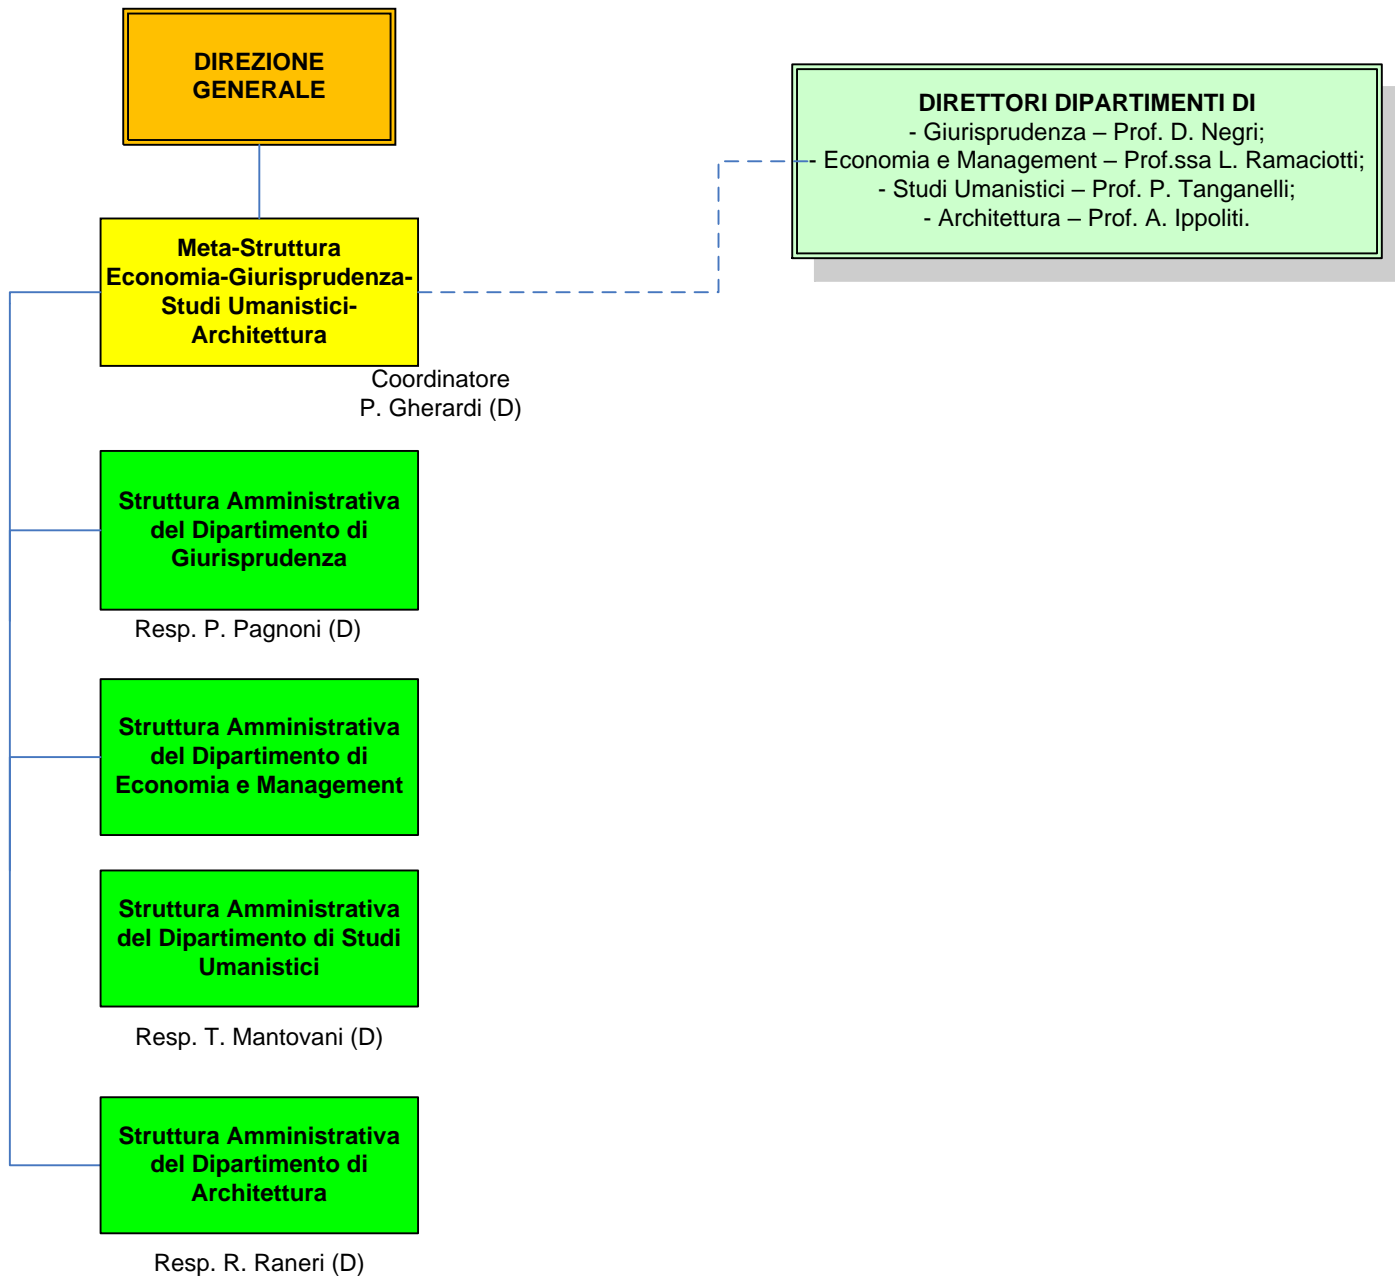 DIREZIONE
GENERALE
DIRETTORI DIPARTIMENTI DI
- Giurisprudenza – Prof. D. Negri;
- Economia e Management – Prof.ssa L. Ramaciotti;
- Studi Umanistici – Prof. P. Tanganelli;
- Architettura – Prof. A. Ippoliti.
Meta-Struttura
Economia-Giurisprudenza-
Studi Umanistici-
Architettura
Coordinatore
P. Gherardi (D)
Struttura Amministrativa
del Dipartimento di
Giurisprudenza
Resp. P. Pagnoni (D)
Struttura Amministrativa
del Dipartimento di
Economia e Management
Struttura Amministrativa
del Dipartimento di Studi
Umanistici
Resp. T. Mantovani (D)
Struttura Amministrativa
del Dipartimento di
Architettura
Resp. R. Raneri (D)